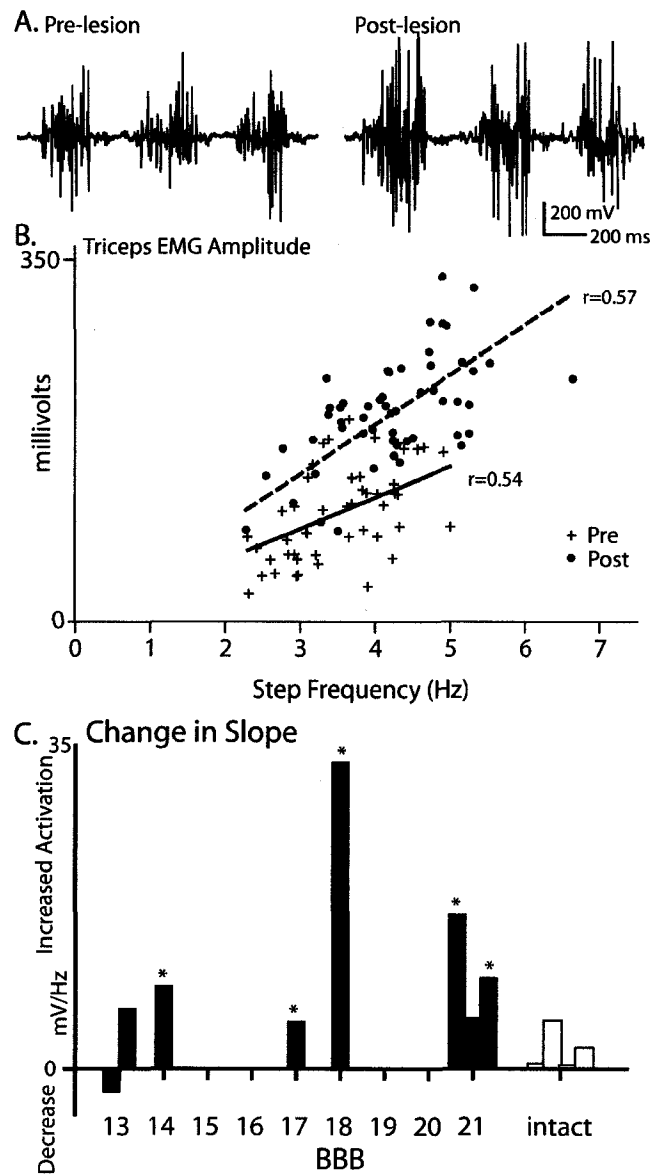 A. Pre-lesion
Post-lesion
200 mV
200 ms
B. Triceps EMG Amplitude
350
r=0.57
millivolts
r=0.54
+ Pre
● Post
0
0 1 2 3 4 5 6 7
Step Frequency (Hz)
C. Change in Slope
35
Increased Activation
mV/Hz
0
Decrease
* * * * * *
13 14 15 16 17 18 19 20 21 intact
BBB